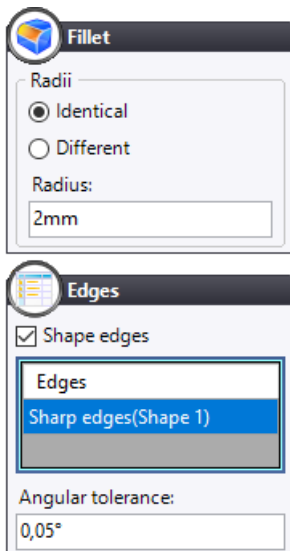 Fillet
Radii
Identical
Different
Radius:
2mm
Edges
Shape edges
Edges
Sharp edges(Shape 1)
Angular tolerance:
0,05°